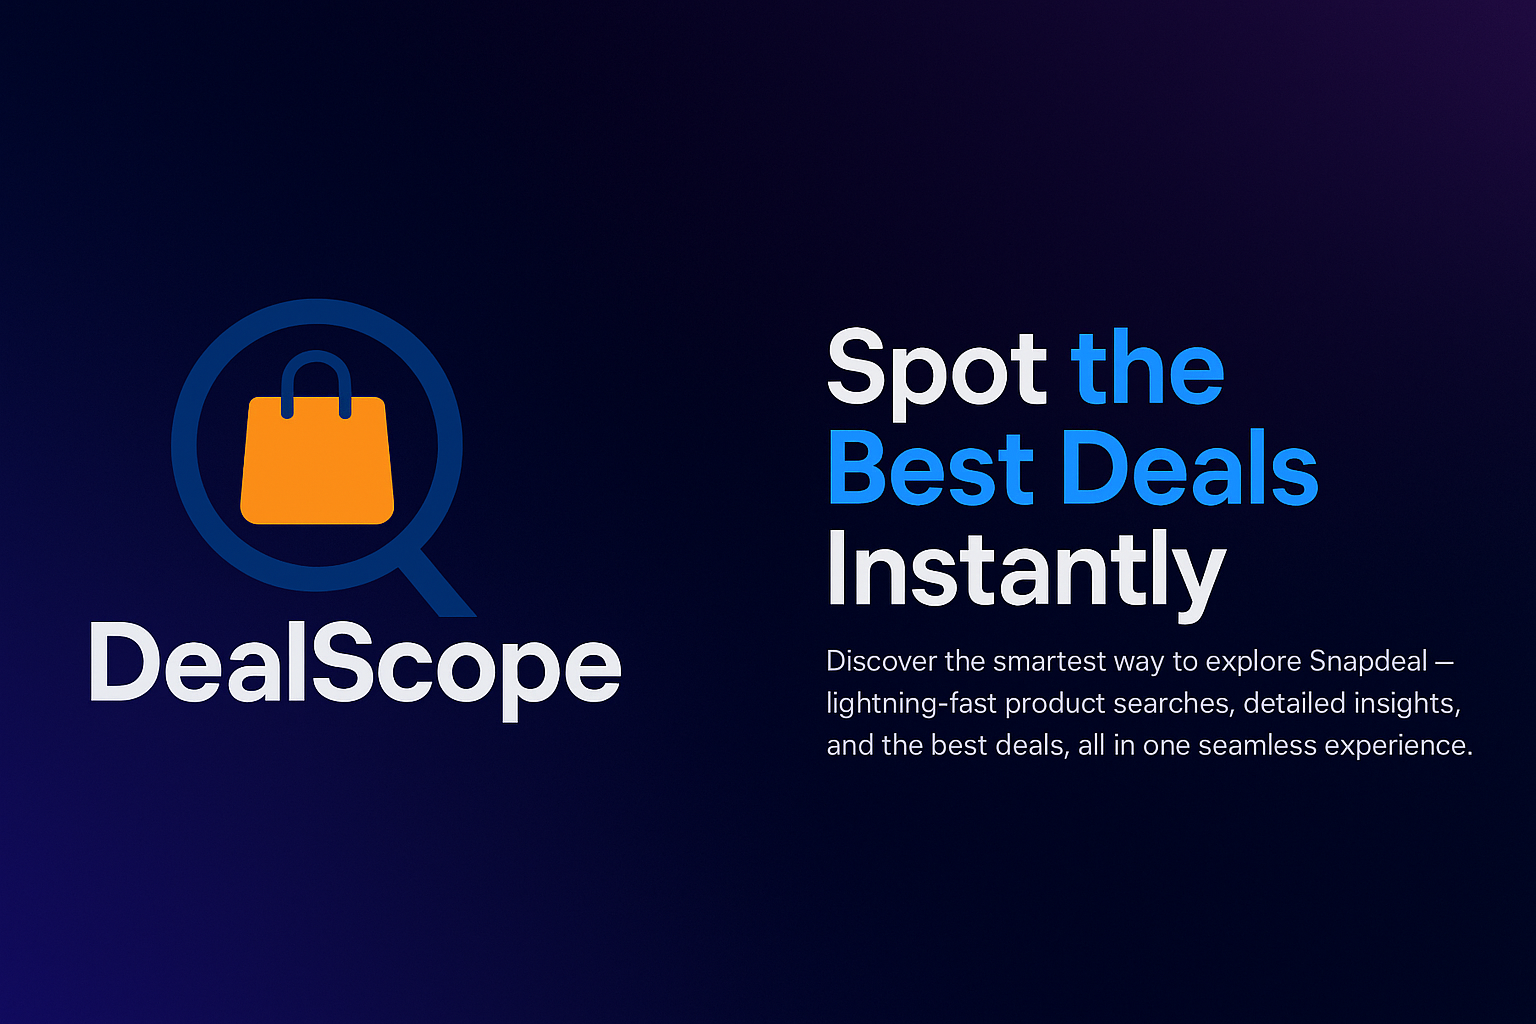 DealScope
Spot the
Best Deals
Instantly
Discover the smartest way to explore Snapdeal —
lightning-fast product searches, detailed insights,
and the best deals, all in one seamless experience.